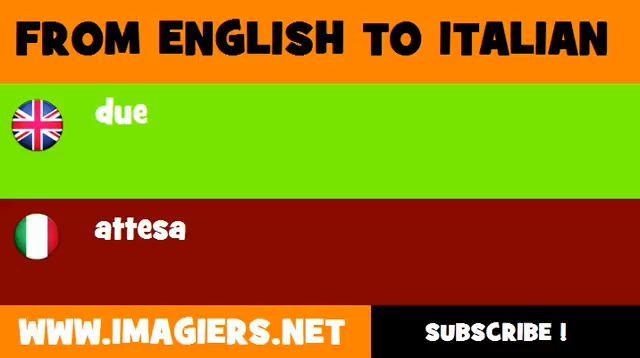 FROM ENGLISH TO ITALIAN
due
attesa
WWW.IMAGIERS.NET
SUBSCRIBE !